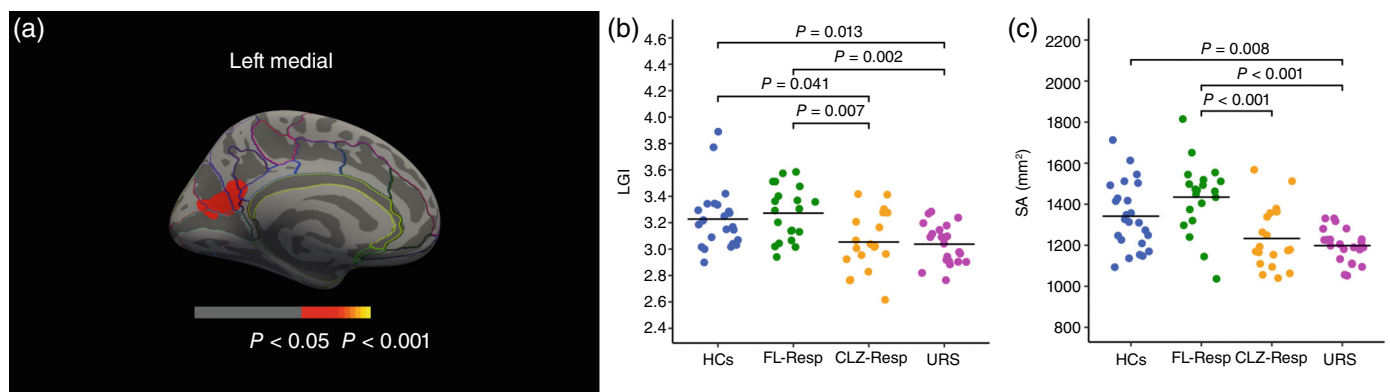 (a)
Left medial
P < 0.05 P < 0.001
(b)
LGI
4.6
4.4
4.2
4.0
3.8
3.6
3.4
3.2
3.0
2.8
2.6
2.4
P = 0.013
P = 0.002
P = 0.041
P = 0.007
HCs FL-Resp CLZ-Resp URS
(c)
SA (mm²)
2200
2000
1800
1600
1400
1200
1000
800
P = 0.008
P < 0.001
P < 0.001
HCs FL-Resp CLZ-Resp URS